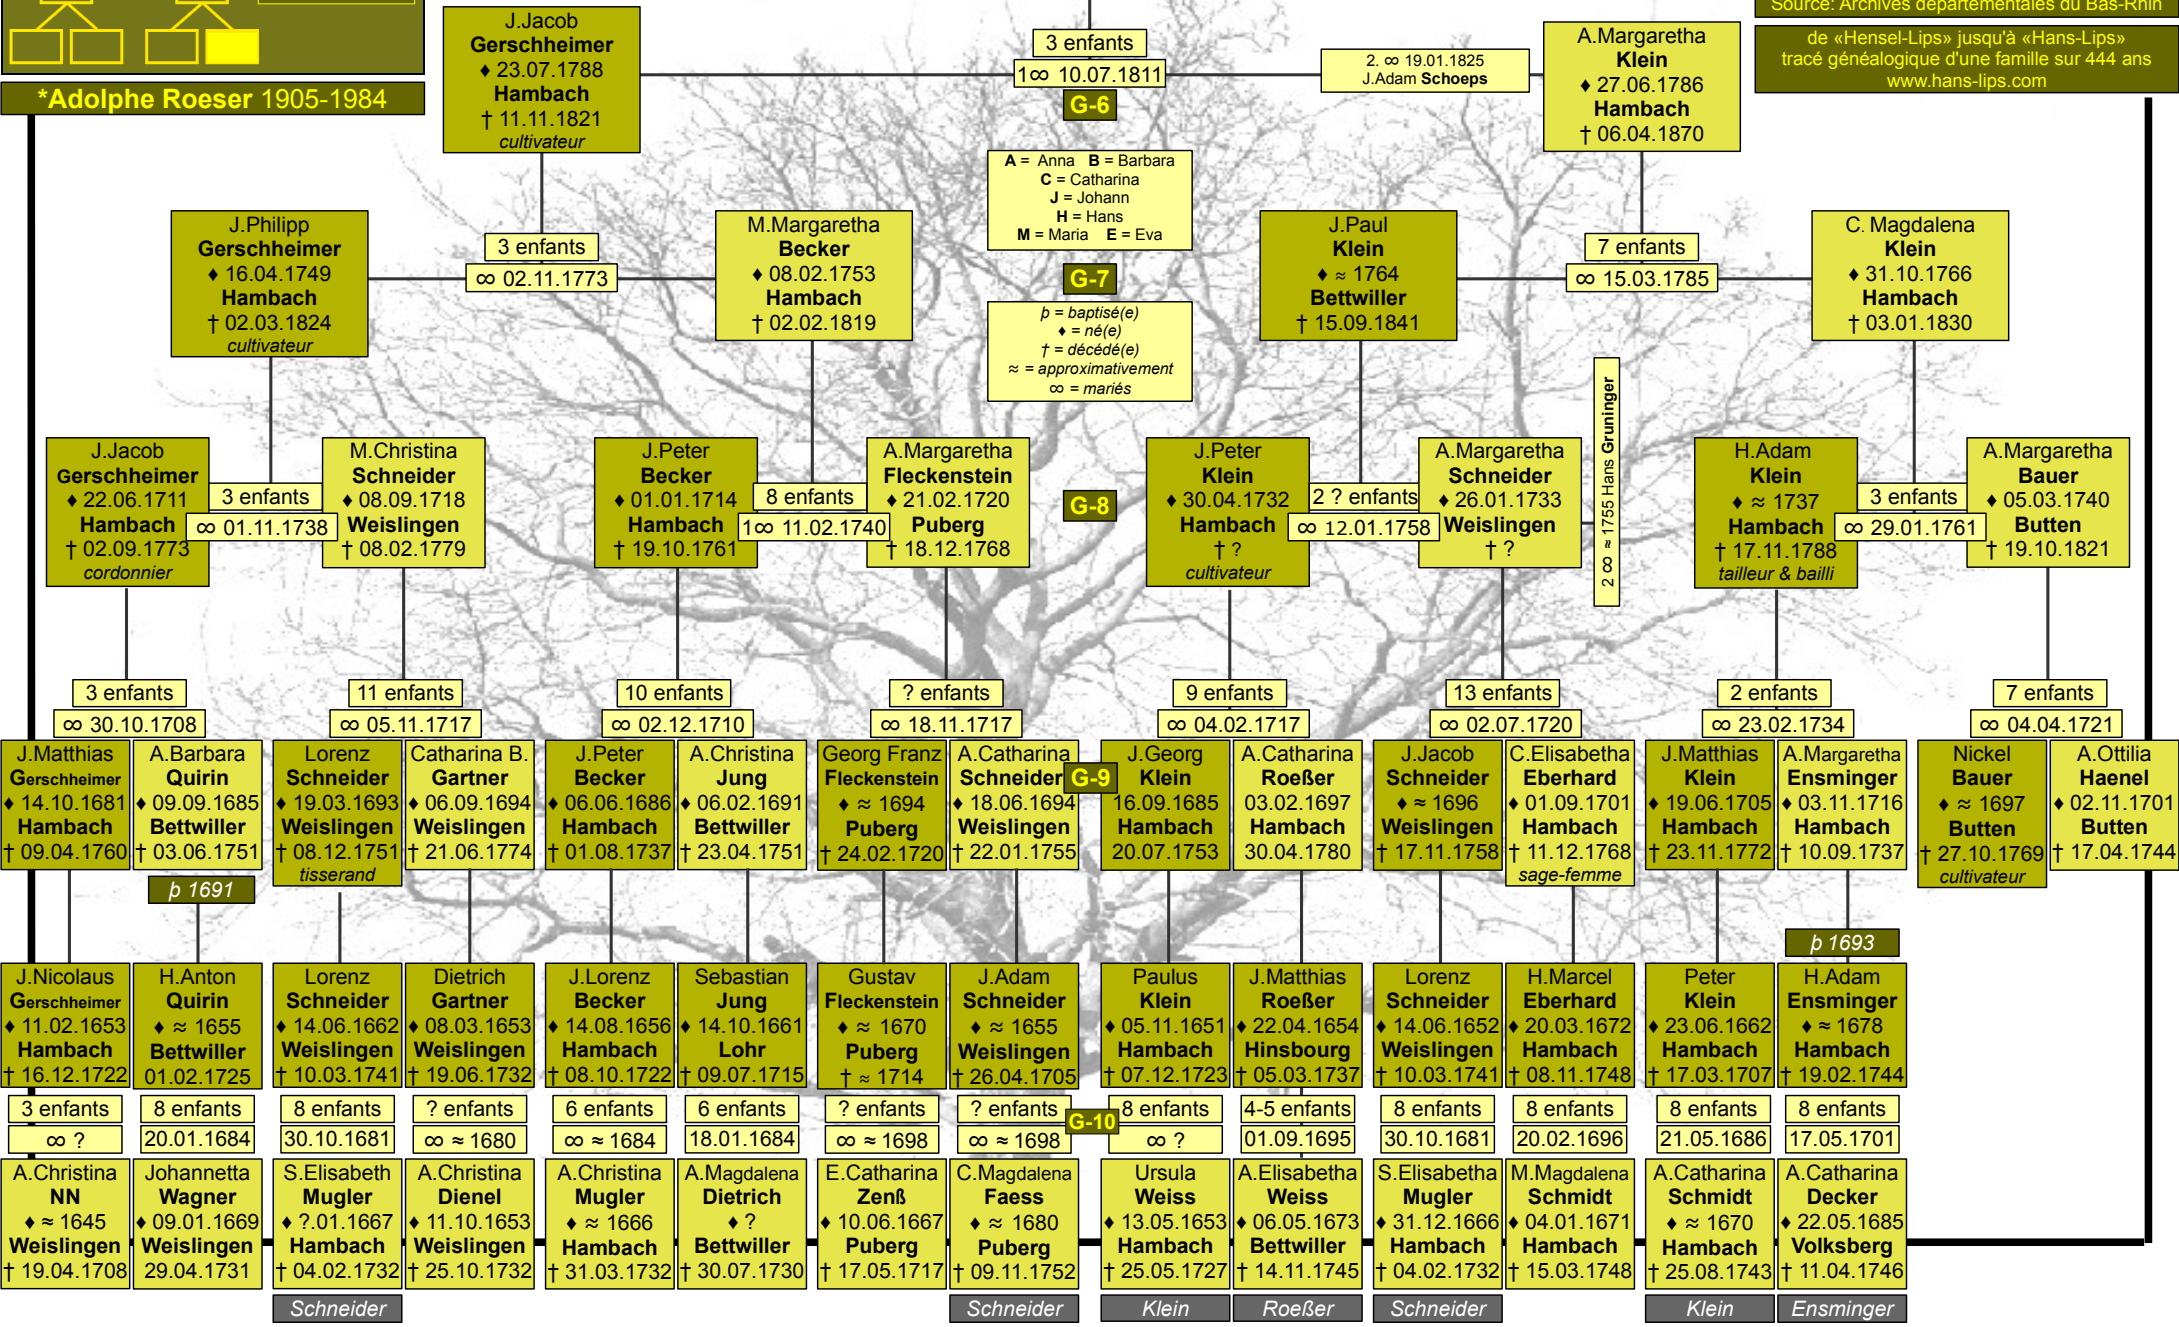 Source: Archives départementales du Bas-Rhin
de «Hensel-Lips» jusqu'à «Hans-Lips»
tracé généalogique d'une famille sur 444 ans
www.hans-lips.com
*Adolphe Roeser 1905-1984
J.Jacob
Gerschheimer
♦ 23.07.1788
Hambach
† 11.11.1821
cultivateur
3 enfants
1∞ 10.07.1811
G-6
2. ∞ 19.01.1825
J.Adam Schoeps
A.Margaretha
Klein
♦ 27.06.1786
Hambach
† 06.04.1870
A = Anna B = Barbara
C = Catharina
J = Johann
H = Hans
M = Maria E = Eva
J.Philipp
Gerschheimer
♦ 16.04.1749
Hambach
† 02.03.1824
cultivateur
3 enfants
∞ 02.11.1773
M.Margaretha
Becker
♦ 08.02.1753
Hambach
† 02.02.1819
G-7
J.Paul
Klein
♦ ≈ 1764
Bettwiller
† 15.09.1841
7 enfants
∞ 15.03.1785
C. Magdalena
Klein
♦ 31.10.1766
Hambach
† 03.01.1830
þ = baptisé(e)
♦ = né(e)
† = décédé(e)
≈ = approximativement
∞ = mariés
J.Jacob
Gerschheimer
♦ 22.06.1711
Hambach
† 02.09.1773
cordonnier
3 enfants
∞ 01.11.1738
M.Christina
Schneider
♦ 08.09.1718
Weislingen
† 08.02.1779
J.Peter
Becker
♦ 01.01.1714
Hambach
† 19.10.1761
8 enfants
1∞ 11.02.1740
A.Margaretha
Fleckenstein
♦ 21.02.1720
Puberg
† 18.12.1768
G-8
J.Peter
Klein
♦ 30.04.1732
Hambach
† ?
cultivateur
2 ? enfants
∞ 12.01.1758
A.Margaretha
Schneider
♦ 26.01.1733
Weislingen
† ?
2 ∞ ≈ 1755 Hans Gruninger
H.Adam
Klein
♦ ≈ 1737
Hambach
† 17.11.1788
tailleur & bailli
3 enfants
∞ 29.01.1761
A.Margaretha
Bauer
♦ 05.03.1740
Butten
† 19.10.1821
3 enfants
∞ 30.10.1708
11 enfants
∞ 05.11.1717
10 enfants
∞ 02.12.1710
? enfants
∞ 18.11.1717
9 enfants
∞ 04.02.1717
13 enfants
∞ 02.07.1720
2 enfants
∞ 23.02.1734
7 enfants
∞ 04.04.1721
J.Matthias
Gerschheimer
♦ 14.10.1681
Hambach
† 09.04.1760
A.Barbara
Quirin
♦ 09.09.1685
Bettwiller
† 03.06.1751
þ 1691
Lorenz
Schneider
♦ 19.03.1693
Weislingen
† 08.12.1751
tisserand
Catharina B.
Gartner
♦ 06.09.1694
Weislingen
† 21.06.1774
J.Peter
Becker
♦ 06.06.1686
Hambach
† 01.08.1737
A.Christina
Jung
♦ 06.02.1691
Bettwiller
† 23.04.1751
Georg Franz
Fleckenstein
♦ ≈ 1694
Puberg
† 24.02.1720
A.Catharina
Schneider
♦ 18.06.1694
Weislingen
† 22.01.1755
G-9
J.Georg
Klein
16.09.1685
Hambach
20.07.1753
A.Catharina
Roeßer
03.02.1697
Hambach
30.04.1780
J.Jacob
Schneider
♦ ≈ 1696
Weislingen
† 17.11.1758
C.Elisabetha
Eberhard
♦ 01.09.1701
Hambach
† 11.12.1768
sage-femme
J.Matthias
Klein
♦ 19.06.1705
Hambach
† 23.11.1772
A.Margaretha
Ensminger
♦ 03.11.1716
Hambach
† 10.09.1737
þ 1693
Nickel
Bauer
♦ ≈ 1697
Butten
† 27.10.1769
cultivateur
A.Ottilia
Haenel
♦ 02.11.1701
Butten
† 17.04.1744
J.Nicolaus
Gerschheimer
♦ 11.02.1653
Hambach
† 16.12.1722
H.Anton
Quirin
♦ ≈ 1655
Bettwiller
01.02.1725
Lorenz
Schneider
♦ 14.06.1662
Weislingen
† 10.03.1741
Dietrich
Gartner
♦ 08.03.1653
Weislingen
† 19.06.1732
J.Lorenz
Becker
♦ 14.08.1656
Hambach
† 08.10.1722
Sebastian
Jung
♦ 14.10.1661
Lohr
† 09.07.1715
Gustav
Fleckenstein
♦ ≈ 1670
Puberg
† ≈ 1714
J.Adam
Schneider
♦ ≈ 1655
Weislingen
† 26.04.1705
Paulus
Klein
♦ 05.11.1651
Hambach
† 07.12.1723
J.Matthias
Roeßer
♦ 22.04.1654
Hinsbourg
† 05.03.1737
Lorenz
Schneider
♦ 14.06.1652
Weislingen
† 10.03.1741
H.Marcel
Eberhard
♦ 20.03.1672
Hambach
† 08.11.1748
Peter
Klein
♦ 23.06.1662
Hambach
† 17.03.1707
H.Adam
Ensminger
♦ ≈ 1678
Hambach
† 19.02.1744
3 enfants
∞ ?
8 enfants
20.01.1684
8 enfants
30.10.1681
? enfants
∞ ≈ 1680
6 enfants
∞ ≈ 1684
6 enfants
18.01.1684
? enfants
∞ ≈ 1698
? enfants
∞ ≈ 1698
G-10
8 enfants
∞ ?
4-5 enfants
01.09.1695
8 enfants
30.10.1681
8 enfants
20.02.1696
8 enfants
21.05.1686
8 enfants
17.05.1701
A.Christina
NN
♦ ≈ 1645
Weislingen
† 19.04.1708
Johannetta
Wagner
♦ 09.01.1669
Weislingen
29.04.1731
S.Elisabeth
Mugler
♦ ?.01.1667
Hambach
† 04.02.1732
A.Christina
Dienel
♦ 11.10.1653
Weislingen
† 25.10.1732
A.Christina
Mugler
♦ ≈ 1666
Hambach
† 31.03.1732
A.Magdalena
Dietrich
♦ ?
Bettwiller
† 30.07.1730
E.Catharina
Zenß
♦ 10.06.1667
Puberg
† 17.05.1717
C.Magdalena
Faess
♦ ≈ 1680
Puberg
† 09.11.1752
Ursula
Weiss
♦ 13.05.1653
Hambach
† 25.05.1727
A.Elisabetha
Weiss
♦ 06.05.1673
Bettwiller
† 14.11.1745
S.Elisabetha
Mugler
♦ 31.12.1666
Hambach
† 04.02.1732
M.Magdalena
Schmidt
♦ 04.01.1671
Hambach
† 15.03.1748
A.Catharina
Schmidt
♦ ≈ 1670
Hambach
† 25.08.1743
A.Catharina
Decker
♦ 22.05.1685
Volksberg
† 11.04.1746
Schneider
Schneider
Klein
Roeßer
Schneider
Klein
Ensminger